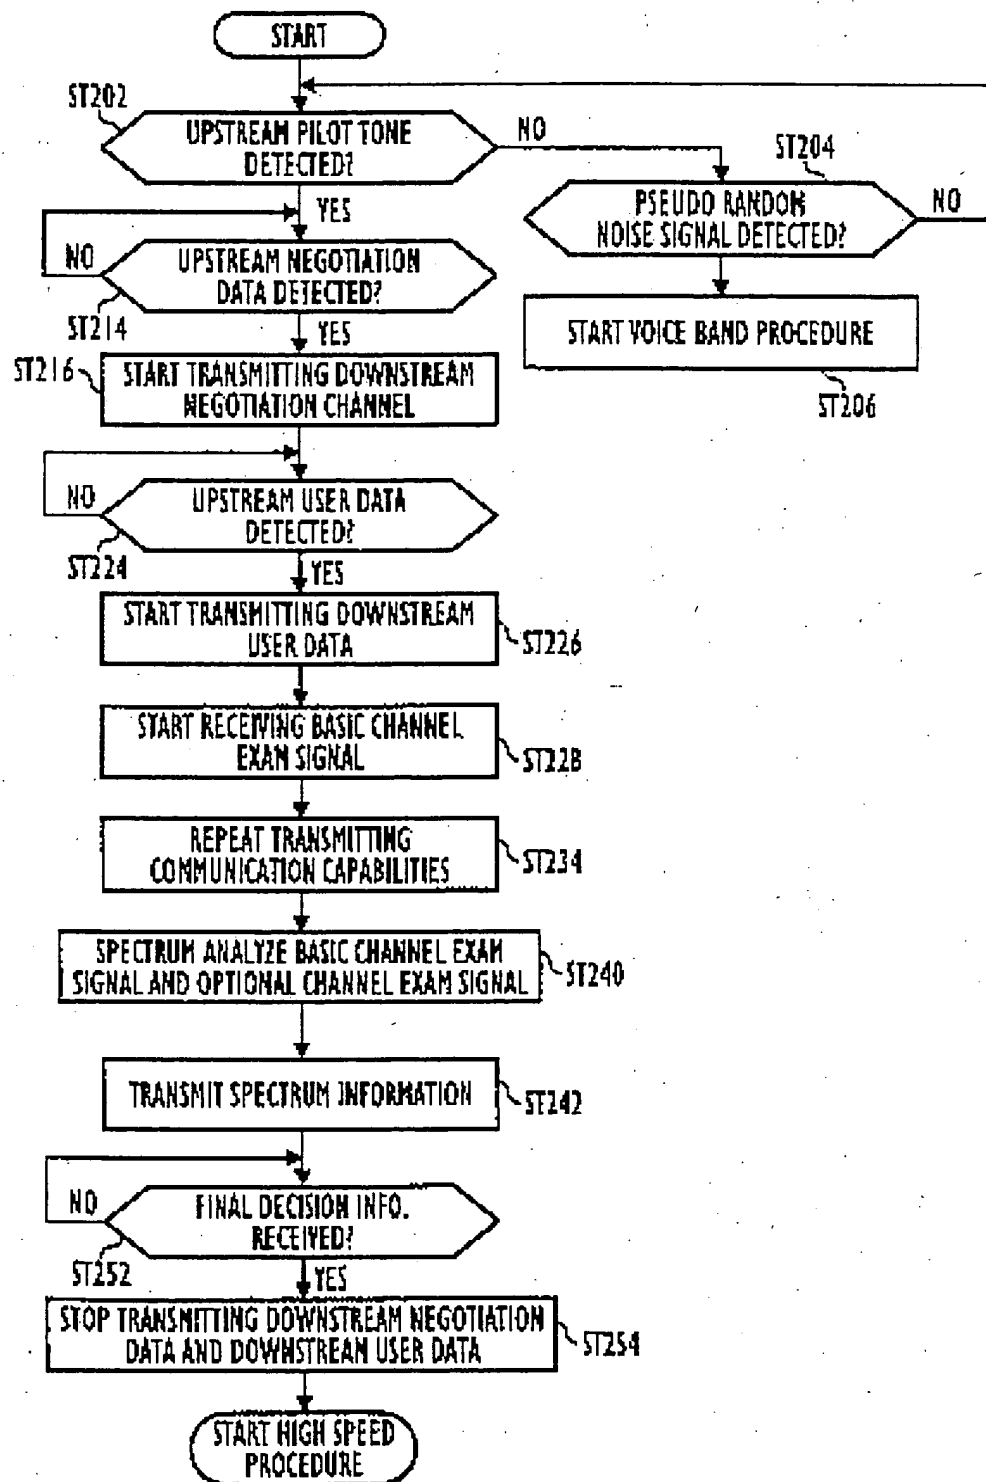 START
ST202
UPSTREAM PILOT TONE
DETECTED?
NO
ST204
PSEUDO RANDOM
NOISE SIGNAL DETECTED?
NO
YES
NO
UPSTREAM NEGOTIATION
DATA DETECTED?
ST214
YES
START VOICE BAND PROCEDURE
ST206
ST216
START TRANSMITTING DOWNSTREAM
NEGOTIATION CHANNEL
NO
UPSTREAM USER DATA
DETECTED?
ST224
YES
START TRANSMITTING DOWNSTREAM
USER DATA
ST226
START RECEIVING BASIC CHANNEL
EXAM SIGNAL
ST228
REPEAT TRANSMITTING
COMMUNICATION CAPABILITIES
ST234
SPECTRUM ANALYZE BASIC CHANNEL EXAM
SIGNAL AND OPTIONAL CHANNEL EXAM SIGNAL
ST240
TRANSMIT SPECTRUM INFORMATION
ST242
NO
FINAL DECISION INFO.
RECEIVED?
ST252
YES
STOP TRANSMITTING DOWNSTREAM NEGOTIATION
DATA AND DOWNSTREAM USER DATA
ST254
START HIGH SPEED
PROCEDURE